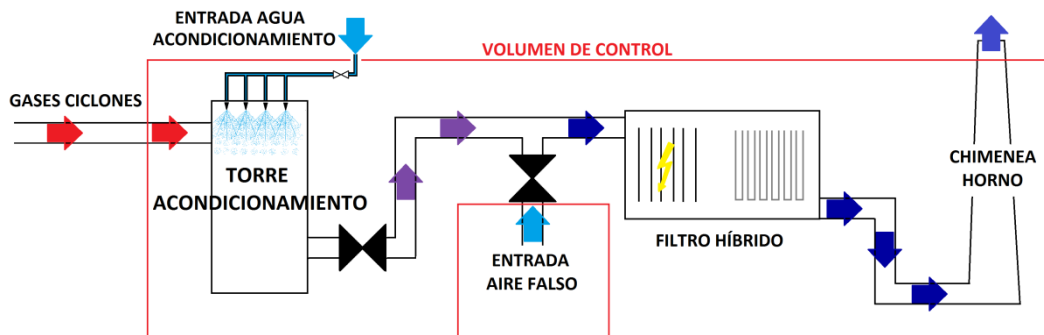 ENTRADA AGUA
ACONDICIONAMIENTO
VOLUMEN DE CONTROL
GASES CICLONES
TORRE
ACONDICIONAMIENTO
CHIMENEA
HORNO
FILTRO HÍBRIDO
ENTRADA
AIRE FALSO